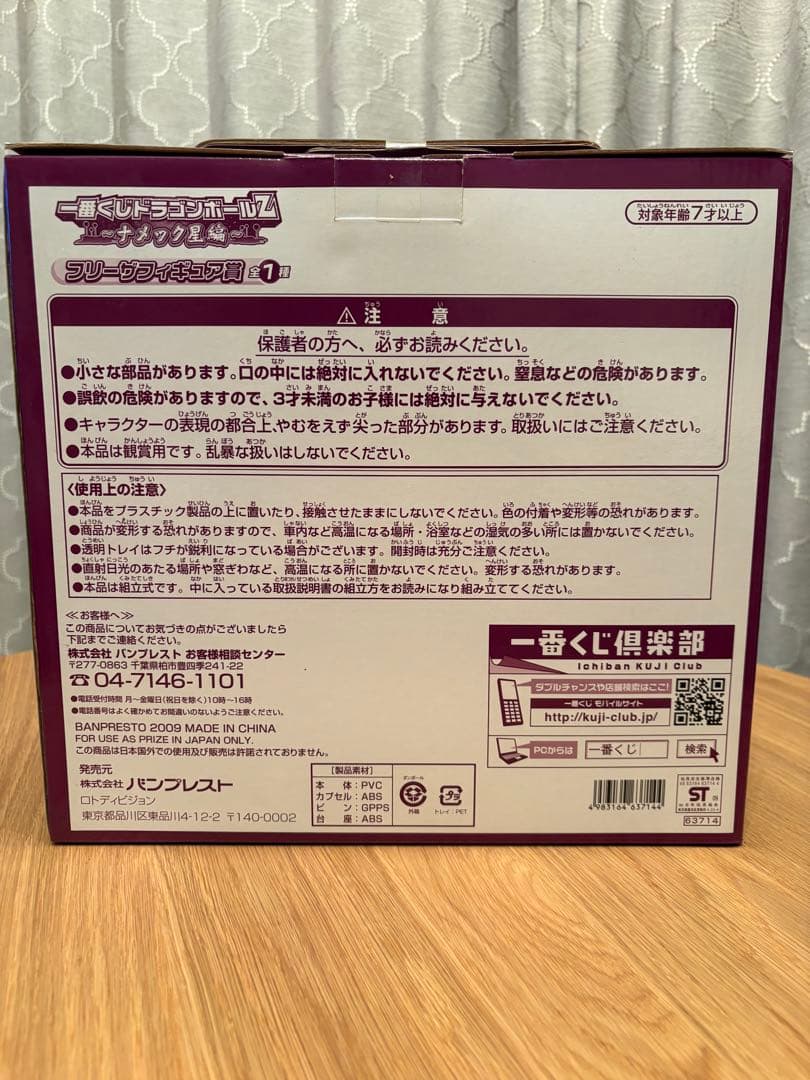 一番くじドラゴンボールZ
～ナメック星編～
フリーザフィギュア賞 全1種
対象年齢7才以上
⚠注意
保護者の方へ、必ずお読みください。
●小さな部品があります。口の中には絶対に入れないでください。窒息などの危険があります。
●誤飲の危険がありますので、3才未満のお子様には絶対に与えないでください。
●キャラクターの表現の都合上、やむをえず尖った部分があります。取扱いにはご注意ください。
●本品は観賞用です。乱暴な扱いはしないでください。
〈使用上の注意〉
●本品をプラスチック製品の上に置いたり、接触させたままにしないでください。色の付着や変形等の恐れがあります。
●商品が変形する恐れがありますので、車内など高温になる場所・浴室などの湿気の多い所には置かないでください。
●透明トレイはフチが鋭利になっている場合がございます。開封時は充分ご注意ください。
●直射日光のあたる場所や窓ぎわなど、高温になる所に置かないでください。変形する恐れがあります。
●本品は組立式です。中に入っている取扱説明書の組立方をお読みになり組み立ててください。
≪お客様へ≫
この商品についてお気づきの点がございましたら
下記までご連絡ください。
株式会社 バンプレスト お客様相談センター
〒277-0863 千葉県柏市豊四季241-22
☎04-7146-1101
●電話受付時間 月～金曜日(祝日を除く)10時～16時
●電話番号はよく確かめてお間違いのないようご注意ください。
BANPRESTO 2009 MADE IN CHINA
FOR USE AS PRIZE IN JAPAN ONLY.
この商品は日本国外での使用及び販売は許諾されておりません。
発売元
株式会社 バンプレスト
ロトディビジョン
東京都品川区東品川4-12-2 〒140-0002
【製品素材】
本体：PVC
カプセル：ABS
ピン：GPPS
台座：ABS
ダンボール
外箱
トレイ：PET
一番くじ倶楽部
Ichiban KUJI Club
ダブルチャンスや店舗検索はここ!
一番くじ モバイルサイト
http://kuji-club.jp/
PCからは 一番くじ 検索
4 983164 637144
ST
63714